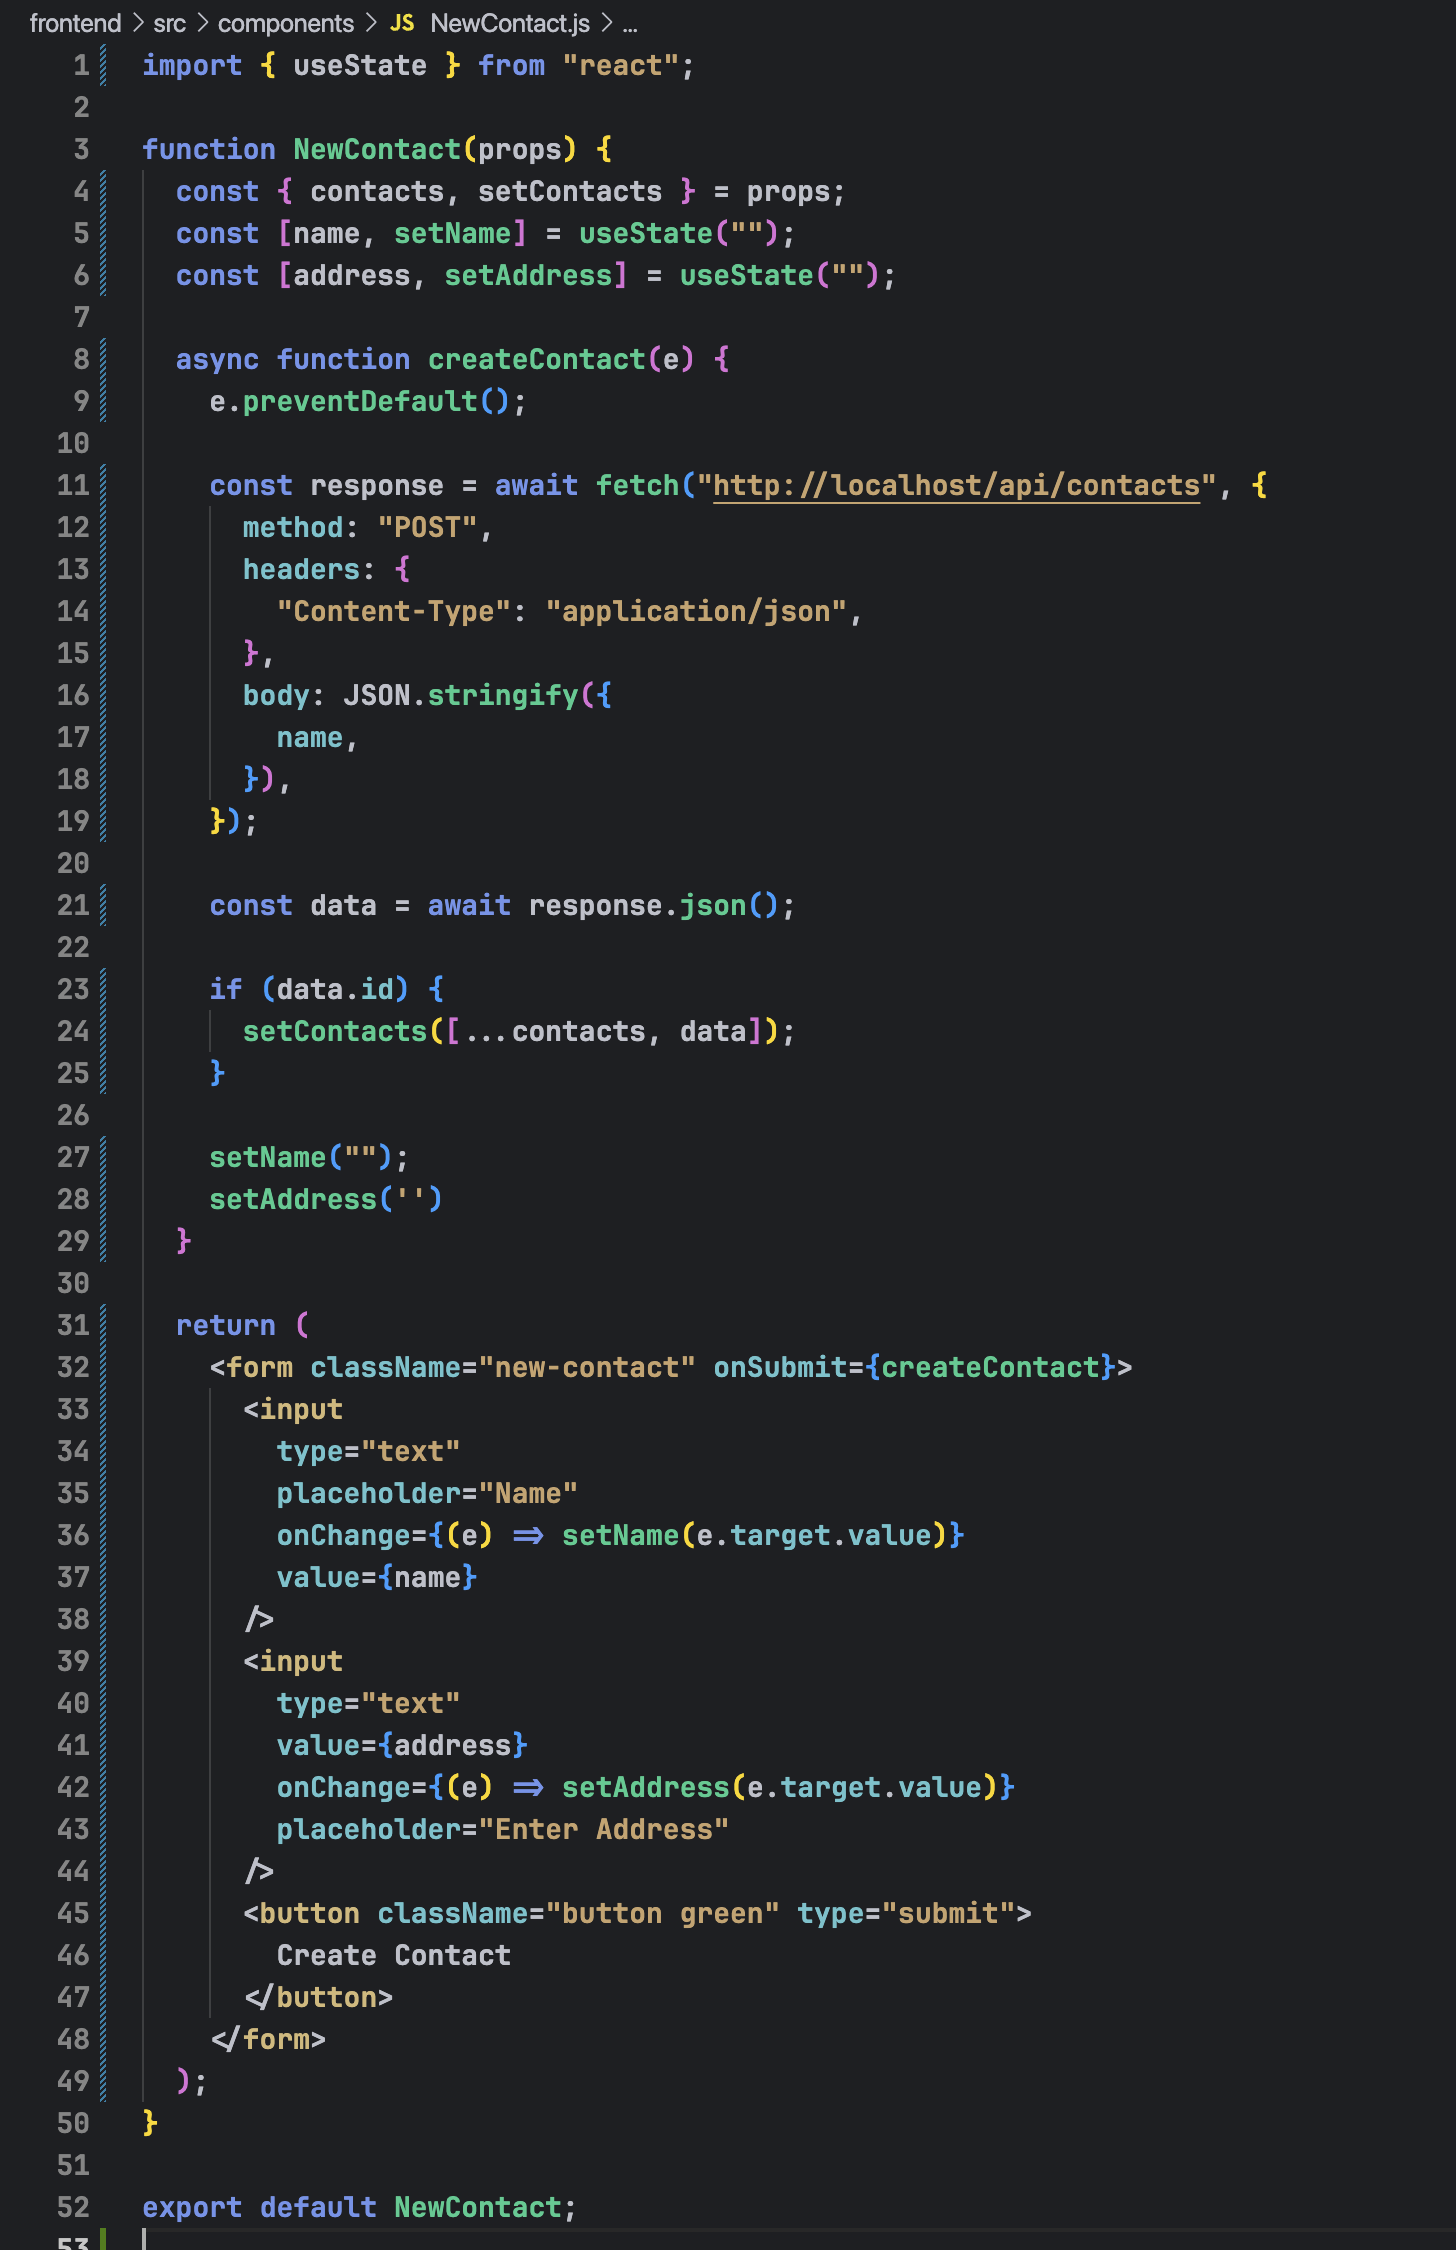 frontend > src > components > JS NewContact.js > ...
1 import { useState } from "react";
2
3 function NewContact(props) {
4   const { contacts, setContacts } = props;
5   const [name, setName] = useState("");
6   const [address, setAddress] = useState("");
7
8   async function createContact(e) {
9     e.preventDefault();
10
11     const response = await fetch("http://localhost/api/contacts", {
12       method: "POST",
13       headers: {
14         "Content-Type": "application/json",
15       },
16       body: JSON.stringify({
17         name,
18       }),
19     });
20
21     const data = await response.json();
22
23     if (data.id) {
24       setContacts([...contacts, data]);
25     }
26
27     setName("");
28     setAddress('')
29   }
30
31   return (
32     <form className="new-contact" onSubmit={createContact}>
33       <input
34         type="text"
35         placeholder="Name"
36         onChange={(e) => setName(e.target.value)}
37         value={name}
38       />
39       <input
40         type="text"
41         value={address}
42         onChange={(e) => setAddress(e.target.value)}
43         placeholder="Enter Address"
44       />
45       <button className="button green" type="submit">
46         Create Contact
47       </button>
48     </form>
49   );
50 }
51
52 export default NewContact;
53